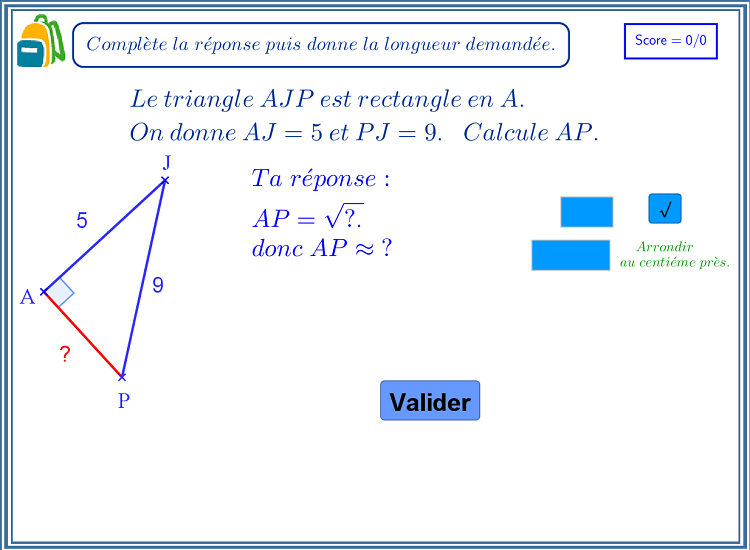 Complète la réponse puis donne la longueur demandée.
Score = 0/0
Le triangle AJP est rectangle en A.
On donne AJ = 5 et PJ = 9. Calcule AP.
J
Ta réponse :
5
AP = √?.
√
donc AP ≈ ?
Arrondir
au centiéme près.
9
A
?
P
Valider